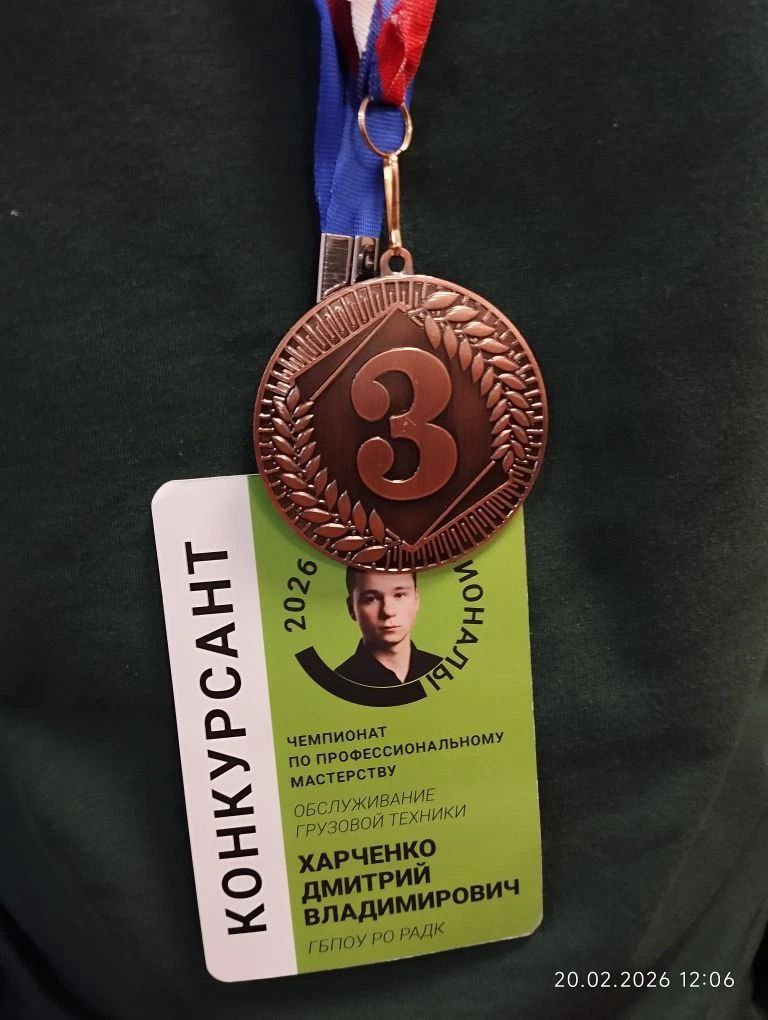 3
КОНКУРСАНТ
2026
ЧЕМПИОНАТ
ПО ПРОФЕССИОНАЛЬНОМУ
МАСТЕРСТВУ
ОБСЛУЖИВАНИЕ
ГРУЗОВОЙ ТЕХНИКИ
ХАРЧЕНКО
ДМИТРИЙ
ВЛАДИМИРОВИЧ
ГБПОУ РО РАДК
20.02.2026 12:06